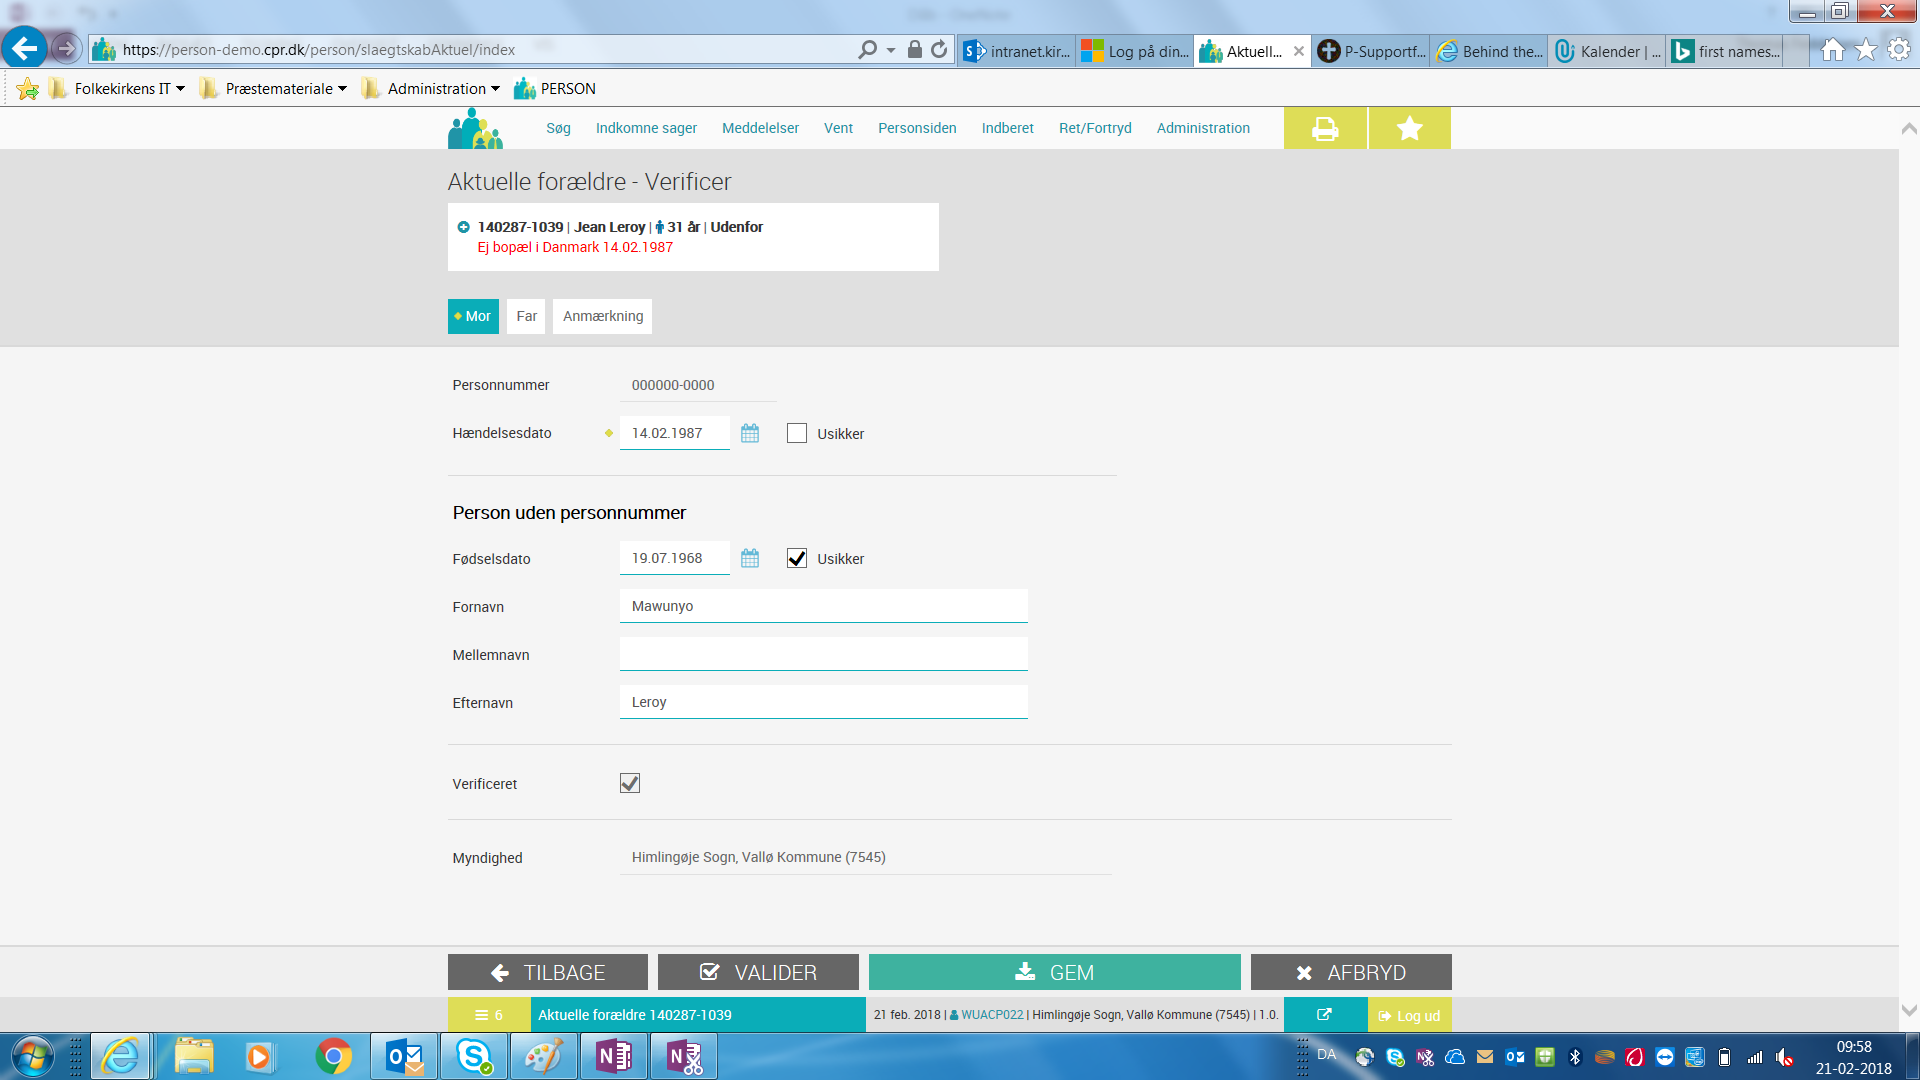 https://person-demo.cpr.dk/person/slaegtskabAktuel/index
intranet.kir...
Log på din...
Aktuell...
P-Supportf...
Behind the...
Kalender | ...
first names...
Folkekirkens IT
Præstemateriale
Administration
PERSON
Søg
Indkomne sager
Meddelelser
Vent
Personsiden
Indberet
Ret/Fortryd
Administration
Aktuelle forældre - Verificer
140287-1039 | Jean Leroy | 31 år | Udenfor
Ej bopæl i Danmark 14.02.1987
Mor
Far
Anmærkning
Personnummer 000000-0000
Hændelsesdato 14.02.1987 Usikker
Person uden personnummer
Fødselsdato 19.07.1968 Usikker
Fornavn Mawunyo
Mellemnavn
Efternavn Leroy
Verificeret
Myndighed Himlingøje Sogn, Vallø Kommune (7545)
TILBAGE
VALIDER
GEM
AFBRYD
6
Aktuelle forældre 140287-1039
21 feb. 2018 | WUACP022 | Himlingøje Sogn, Vallø Kommune (7545) | 1.0.
Log ud
DA
09:58
21-02-2018